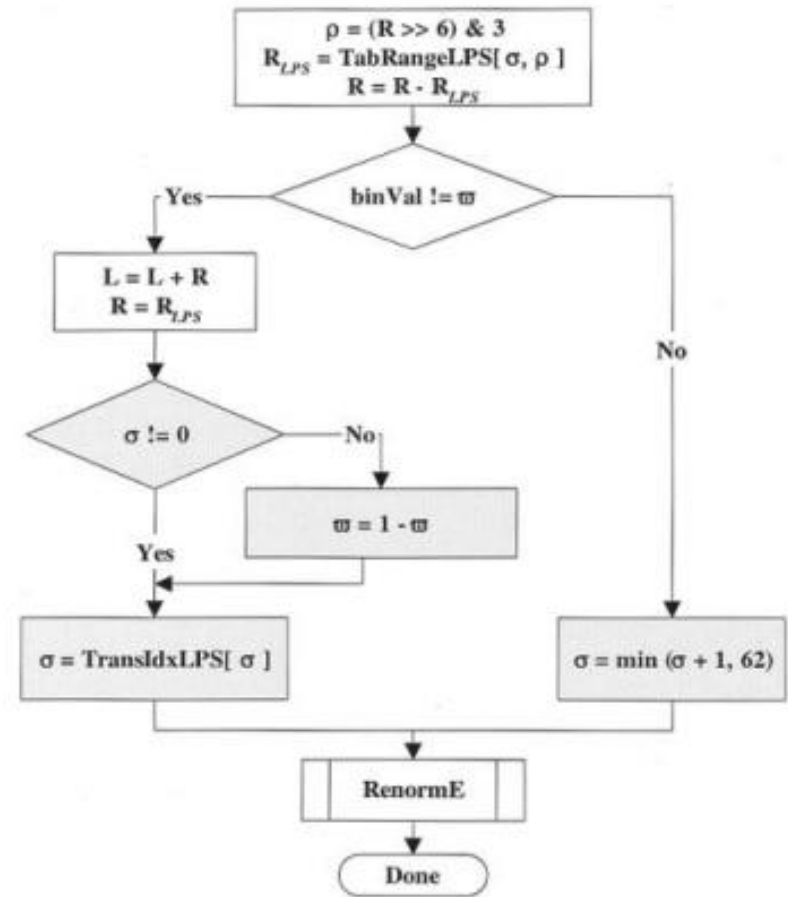 ρ = (R >> 6) & 3
R_LPS = TabRangeLPS[ σ, ρ ]
R = R - R_LPS
binVal != ϖ
Yes
No
L = L + R
R = R_LPS
σ != 0
No
Yes
ϖ = 1 - ϖ
σ = TransIdxLPS[ σ ]
σ = min (σ + 1, 62)
RenormE
Done